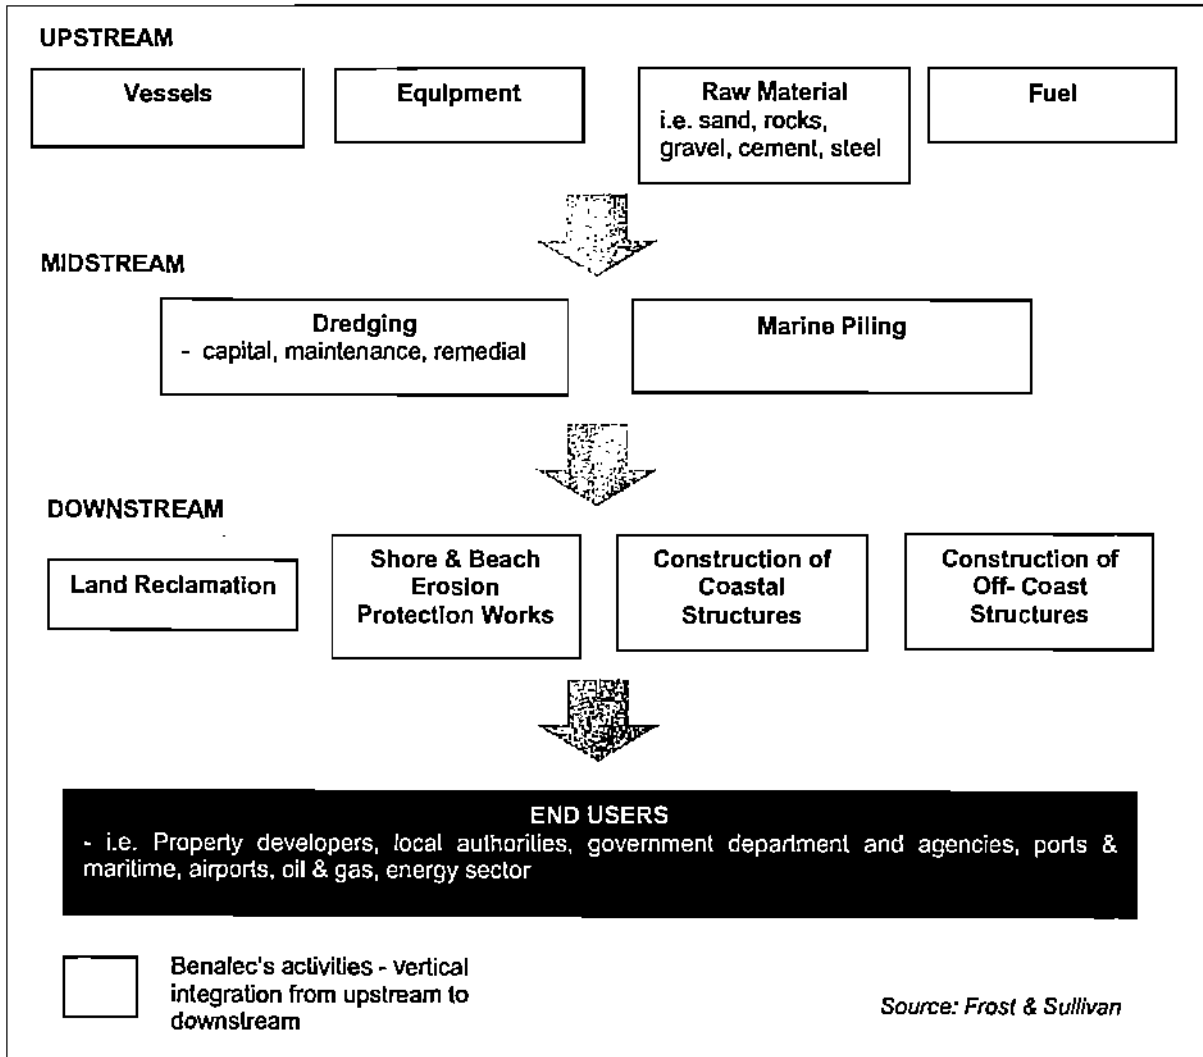 UPSTREAM
Vessels
Equipment
Raw Material
i.e. sand, rocks,
gravel, cement, steel
Fuel
MIDSTREAM
Dredging
- capital, maintenance, remedial
Marine Piling
DOWNSTREAM
Land Reclamation
Shore & Beach
Erosion
Protection Works
Construction of
Coastal
Structures
Construction of
Off- Coast
Structures
END USERS
- i.e. Property developers, local authorities, government department and agencies, ports &
maritime, airports, oil & gas, energy sector
Benalec's activities - vertical
integration from upstream to
downstream
Source: Frost & Sullivan